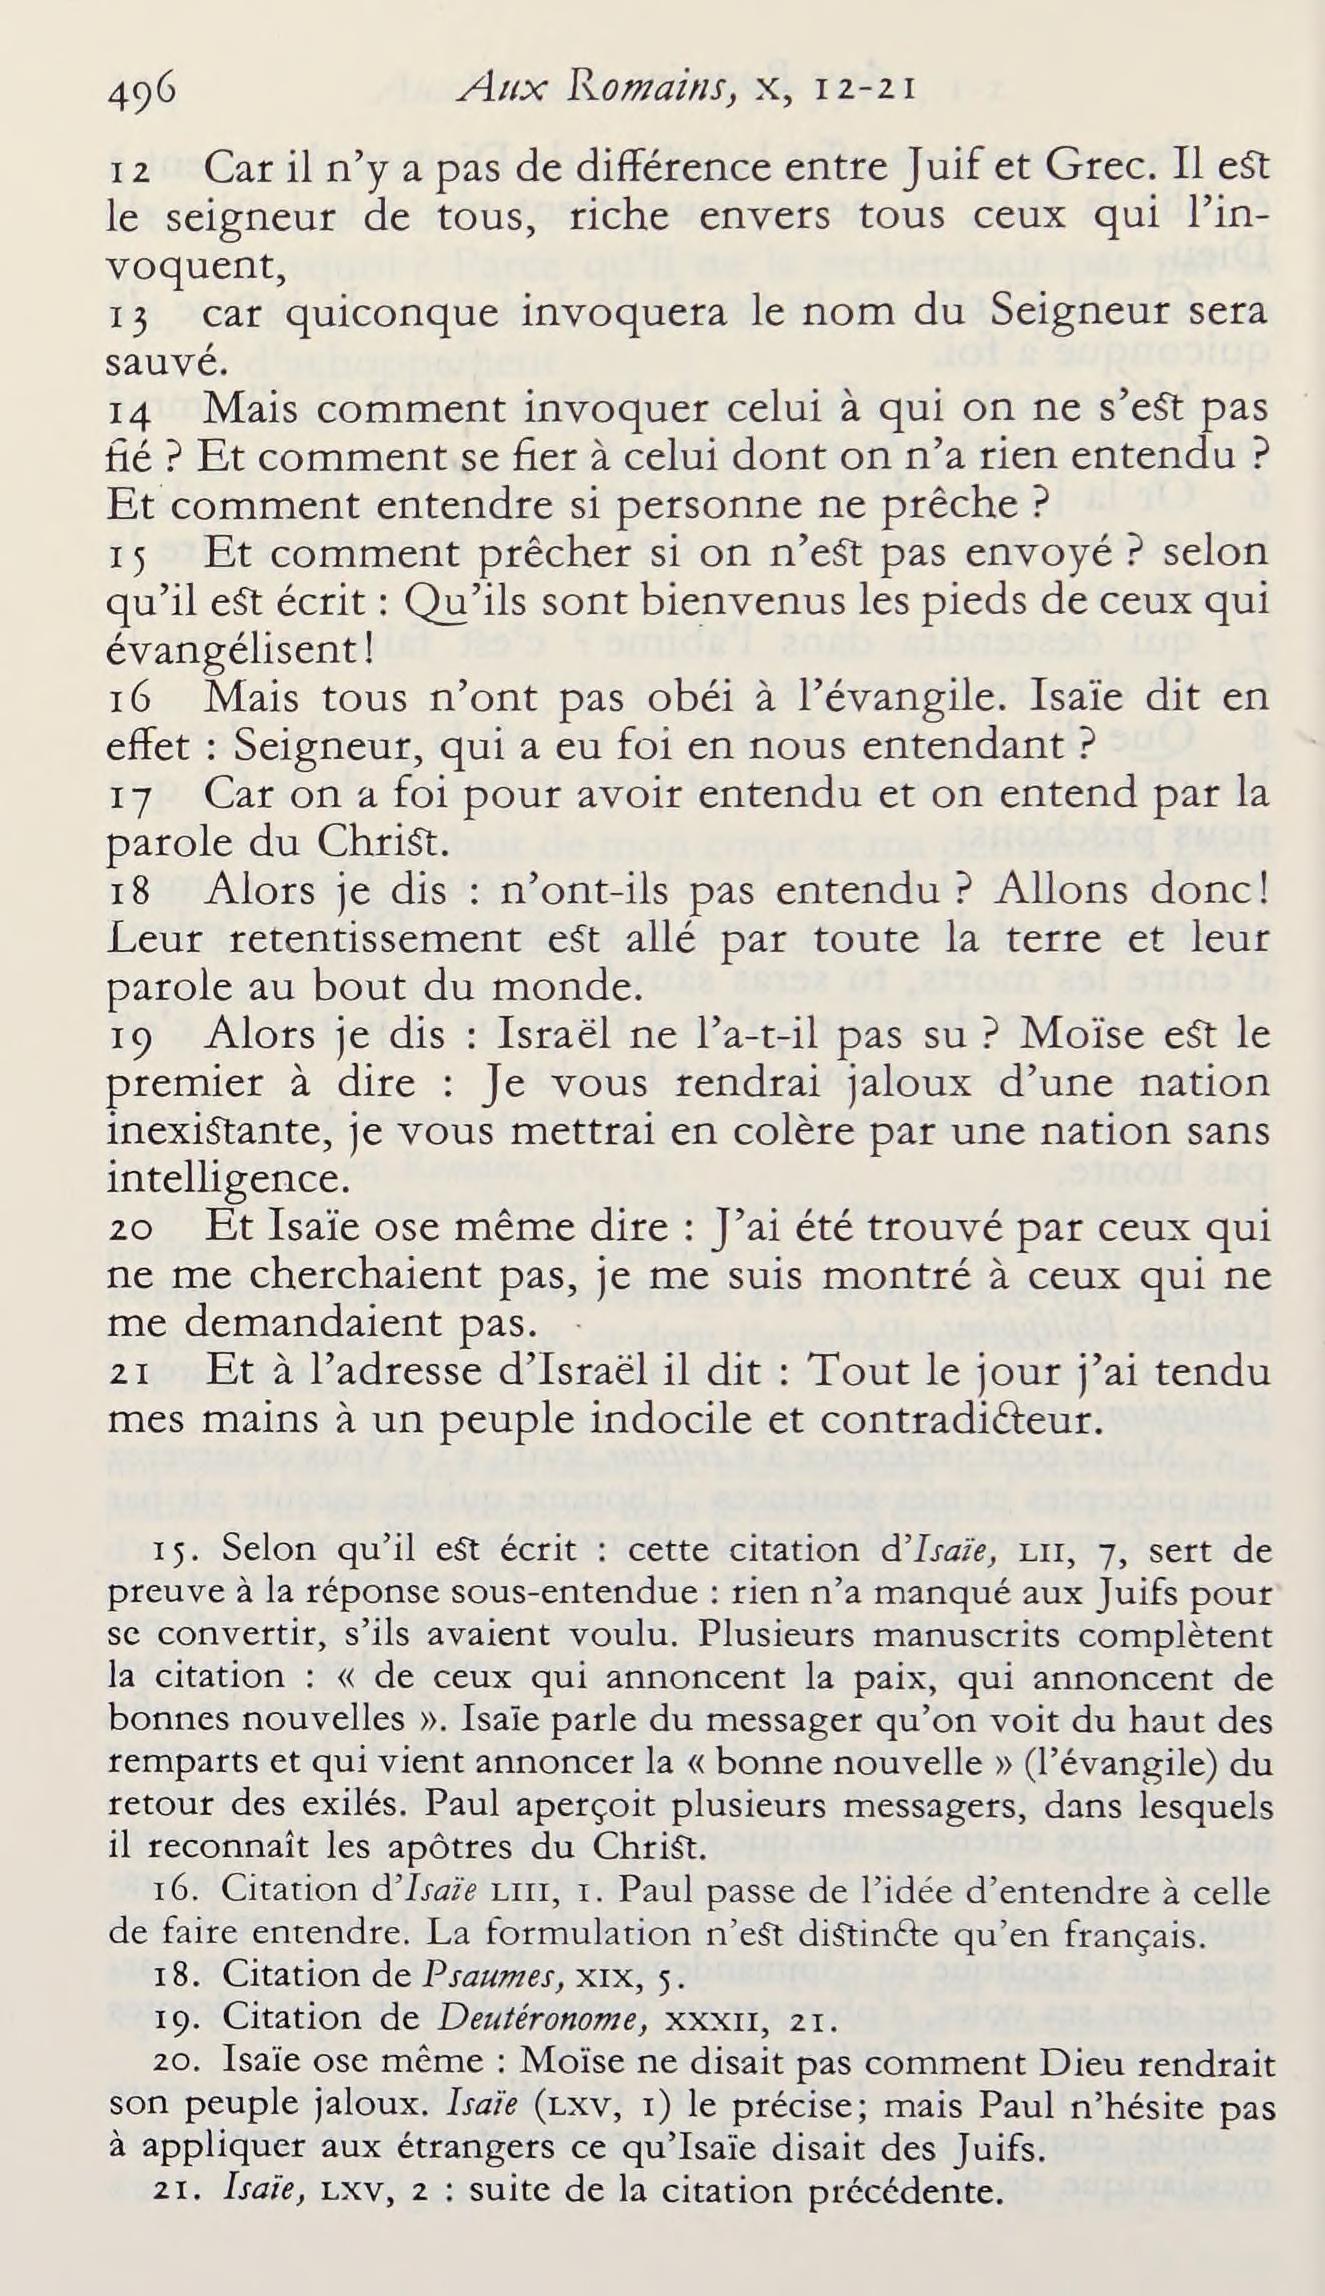 496
Aux Romains, X, 12-21
12 Car il n’y a pas de différence entre Juif et Grec. Il est
le seigneur de tous, riche envers tous ceux qui l’in-
voquent,
13 car quiconque invoquera le nom du Seigneur sera
sauvé.
14 Mais comment invoquer celui à qui on ne s’est pas
fié ? Et comment se fier à celui dont on n’a rien entendu ?
Et comment entendre si personne ne prêche ?
15 Et comment prêcher si on n’est pas envoyé ? selon
qu’il est écrit : Qu’ils sont bienvenus les pieds de ceux qui
évangélisent!
16 Mais tous n’ont pas obéi à l’évangile. Isaïe dit en
effet : Seigneur, qui a eu foi en nous entendant ?
17 Car on a foi pour avoir entendu et on entend par la
parole du Christ.
18 Alors je dis : n’ont-ils pas entendu ? Allons donc!
Leur retentissement est allé par toute la terre et leur
parole au bout du monde.
19 Alors je dis : Israël ne l’a-t-il pas su ? Moïse est le
premier à dire : Je vous rendrai jaloux d’une nation
inexistante, je vous mettrai en colère par une nation sans
intelligence.
20 Et Isaïe ose même dire : J’ai été trouvé par ceux qui
ne me cherchaient pas, je me suis montré à ceux qui ne
me demandaient pas.
21 Et à l’adresse d’Israël il dit : Tout le jour j’ai tendu
mes mains à un peuple indocile et contradicteur.
15. Selon qu’il est écrit : cette citation d’Isaïe, LII, 7, sert de
preuve à la réponse sous-entendue : rien n’a manqué aux Juifs pour
se convertir, s’ils avaient voulu. Plusieurs manuscrits complètent
la citation : « de ceux qui annoncent la paix, qui annoncent de
bonnes nouvelles ». Isaïe parle du messager qu’on voit du haut des
remparts et qui vient annoncer la « bonne nouvelle » (l’évangile) du
retour des exilés. Paul aperçoit plusieurs messagers, dans lesquels
il reconnaît les apôtres du Christ.
16. Citation d’Isaïe LIII, 1. Paul passe de l’idée d’entendre à celle
de faire entendre. La formulation n’est distincte qu’en français.
18. Citation de Psaumes, XIX, 5.
19. Citation de Deutéronome, XXXII, 21.
20. Isaïe ose même : Moïse ne disait pas comment Dieu rendrait
son peuple jaloux. Isaïe (LXV, 1) le précise; mais Paul n’hésite pas
à appliquer aux étrangers ce qu’Isaïe disait des Juifs.
21. Isaïe, LXV, 2 : suite de la citation précédente.